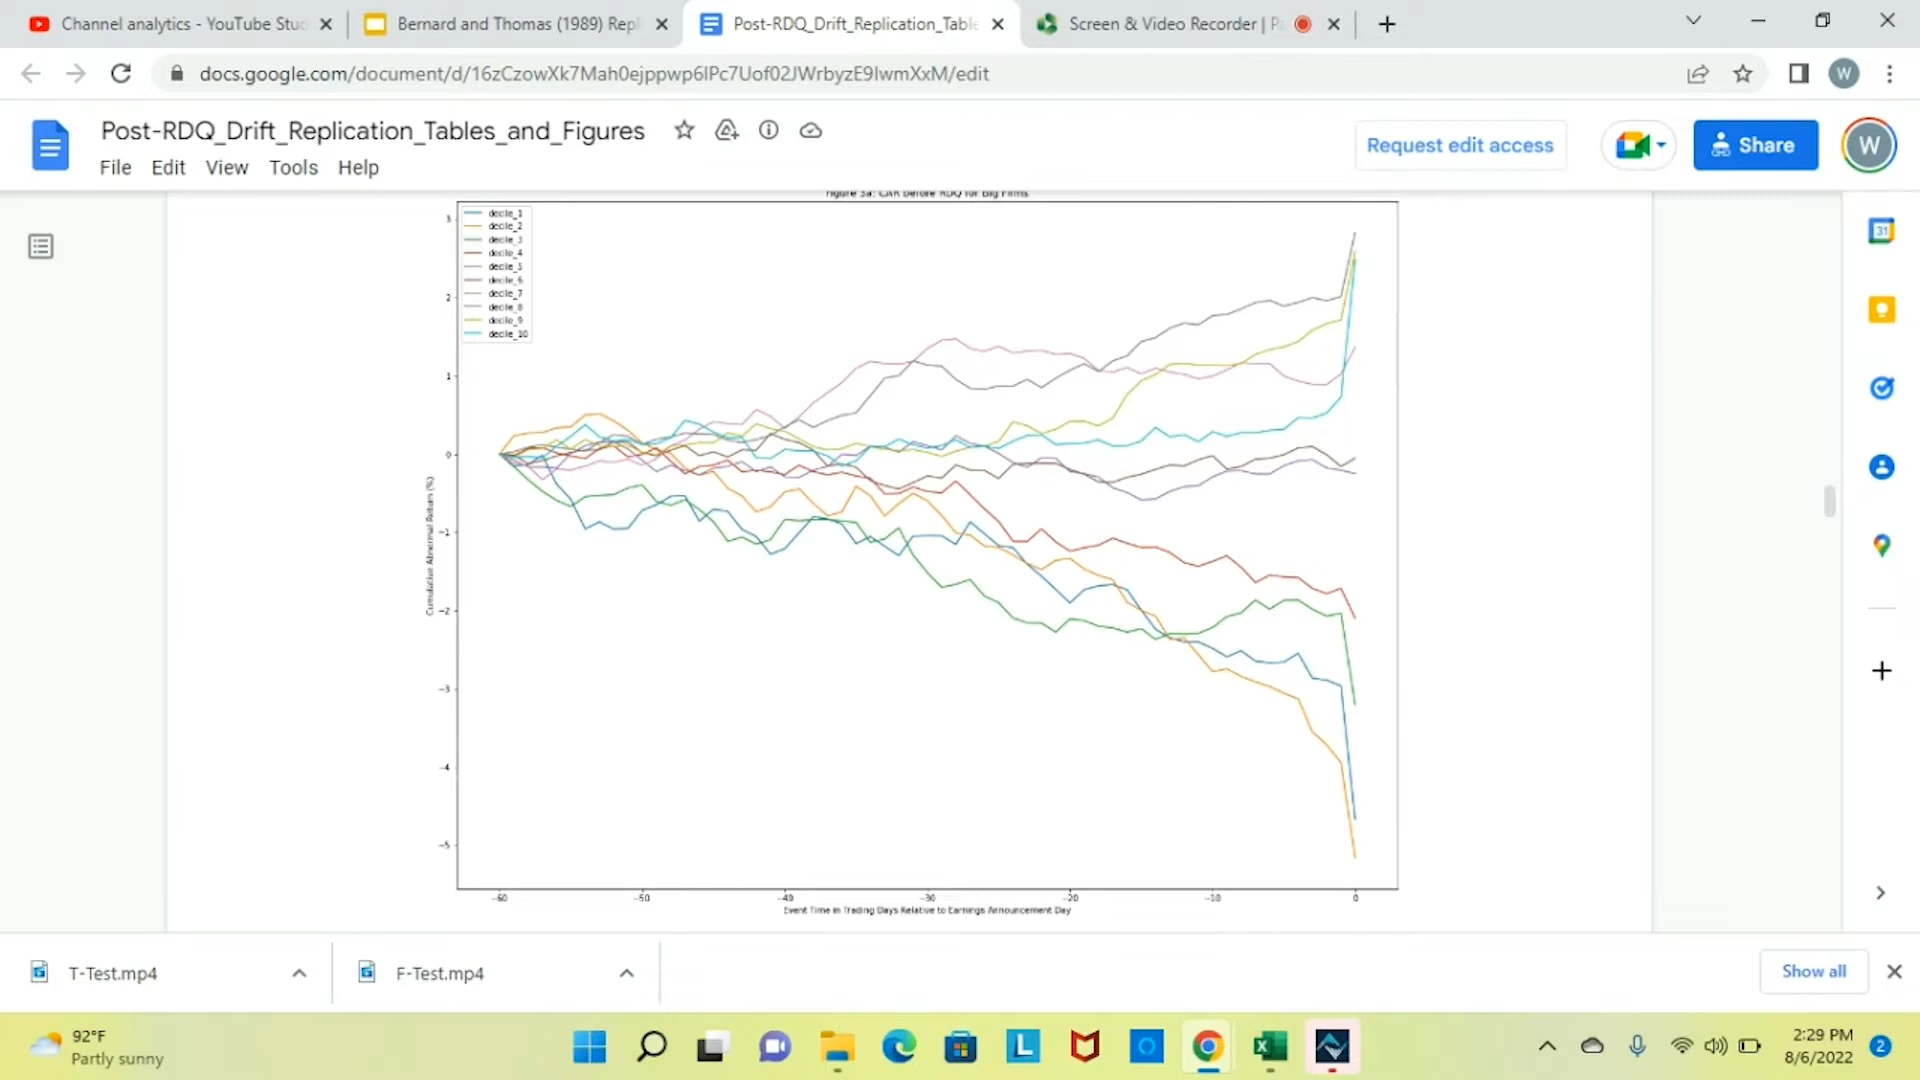 Channel analytics - YouTube Stud
Bernard and Thomas (1989) Repl
Post-RDQ_Drift_Replication_Table
Screen & Video Recorder | Pa
docs.google.com/document/d/16zCzowXk7Mah0ejppwp6lPc7Uof02JWrbyzE9IwmXxM/edit
W
Post-RDQ_Drift_Replication_Tables_and_Figures
File Edit View Tools Help
Request edit access
Share
W
Figure 3a: CAR before RDQ for Big Firms
decile_1
decile_2
decile_3
decile_4
decile_5
decile_6
decile_7
decile_8
decile_9
decile_10
3
2
1
0
−1
−2
−3
−4
−5
Cumulative Abnormal Return (%)
−60 −50 −40 −30 −20 −10 0
Event Time in Trading Days Relative to Earnings Announcement Day
31
T-Test.mp4
F-Test.mp4
Show all
92°F
Partly sunny
L
2:29 PM
8/6/2022
2